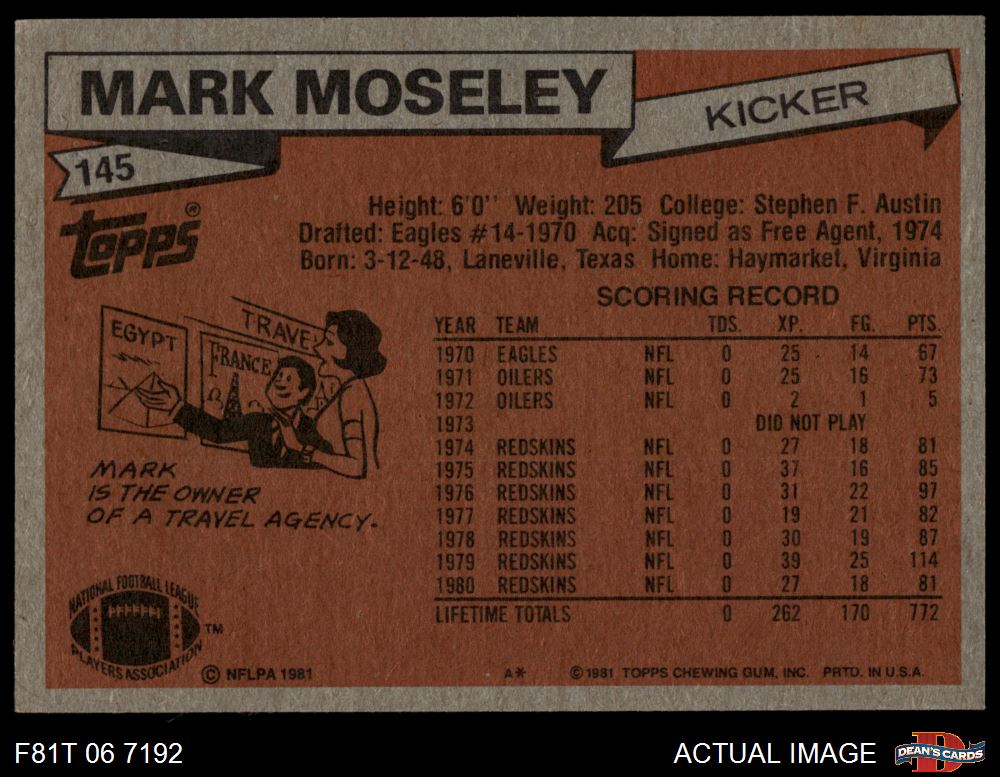 MARK MOSELEY
KICKER
145
topps®
Height: 6'0" Weight: 205 College: Stephen F. Austin
Drafted: Eagles #14-1970 Acq: Signed as Free Agent, 1974
Born: 3-12-48, Laneville, Texas Home: Haymarket, Virginia
SCORING RECORD
YEAR TEAM TDS. XP. FG. PTS.
1970 EAGLES NFL 0 25 14 67
1971 OILERS NFL 0 25 16 73
1972 OILERS NFL 0 2 1 5
1973 DID NOT PLAY
1974 REDSKINS NFL 0 27 18 81
1975 REDSKINS NFL 0 37 16 85
1976 REDSKINS NFL 0 31 22 97
1977 REDSKINS NFL 0 19 21 82
1978 REDSKINS NFL 0 30 19 87
1979 REDSKINS NFL 0 39 25 114
1980 REDSKINS NFL 0 27 18 81
LIFETIME TOTALS 0 262 170 772
TRAVEL
EGYPT
FRANCE
MARK
IS THE OWNER
OF A TRAVEL AGENCY.
NATIONAL FOOTBALL LEAGUE
PLAYERS ASSOCIATION
TM
© NFLPA 1981
A* © 1981 TOPPS CHEWING GUM, INC. PRTD. IN U.S.A.
F81T 06 7192
ACTUAL IMAGE
D
DEAN'S CARDS